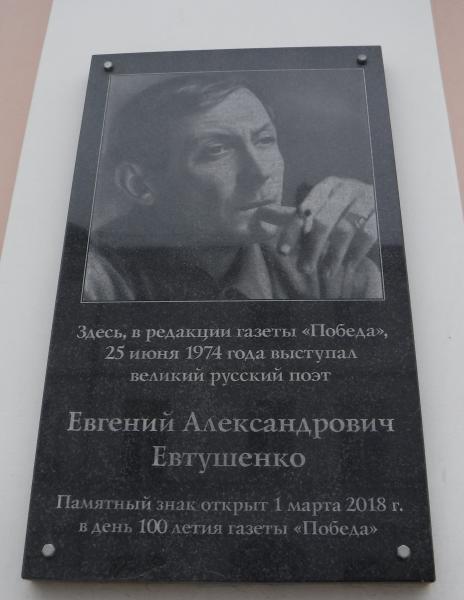 Здесь, в редакции газеты «Победа»,
25 июня 1974 года выступал
великий русский поэт
Евгений Александрович
Евтушенко
Памятный знак открыт 1 марта 2018 г.
в день 100 летия газеты «Победа»